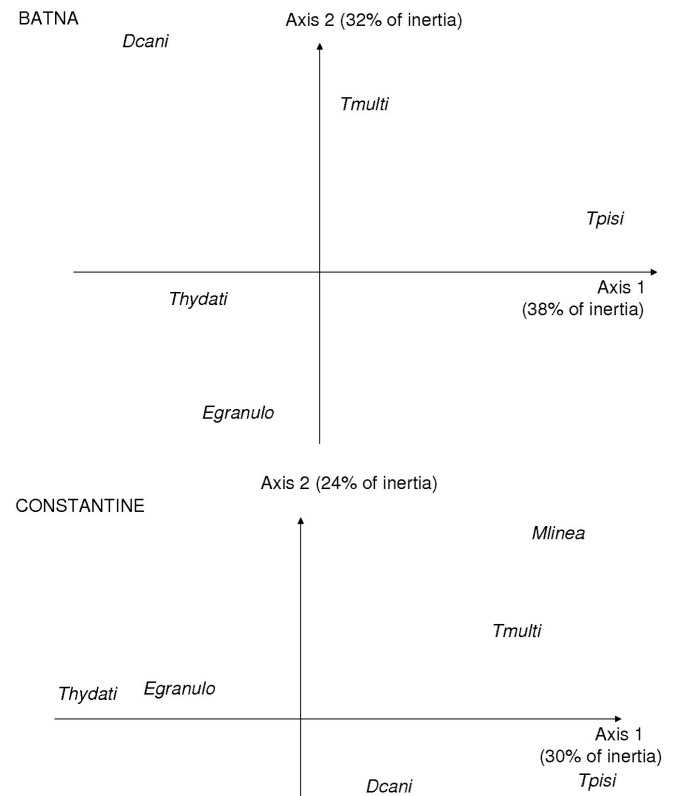 BATNA
Axis 2 (32% of inertia)
Dcani
Tmulti
Tpisi
Axis 1
(38% of inertia)
Thydati
Egranulo
Axis 2 (24% of inertia)
CONSTANTINE
Mlinea
Tmulti
Thydati
Egranulo
Axis 1
(30% of inertia)
Tpisi
Dcani